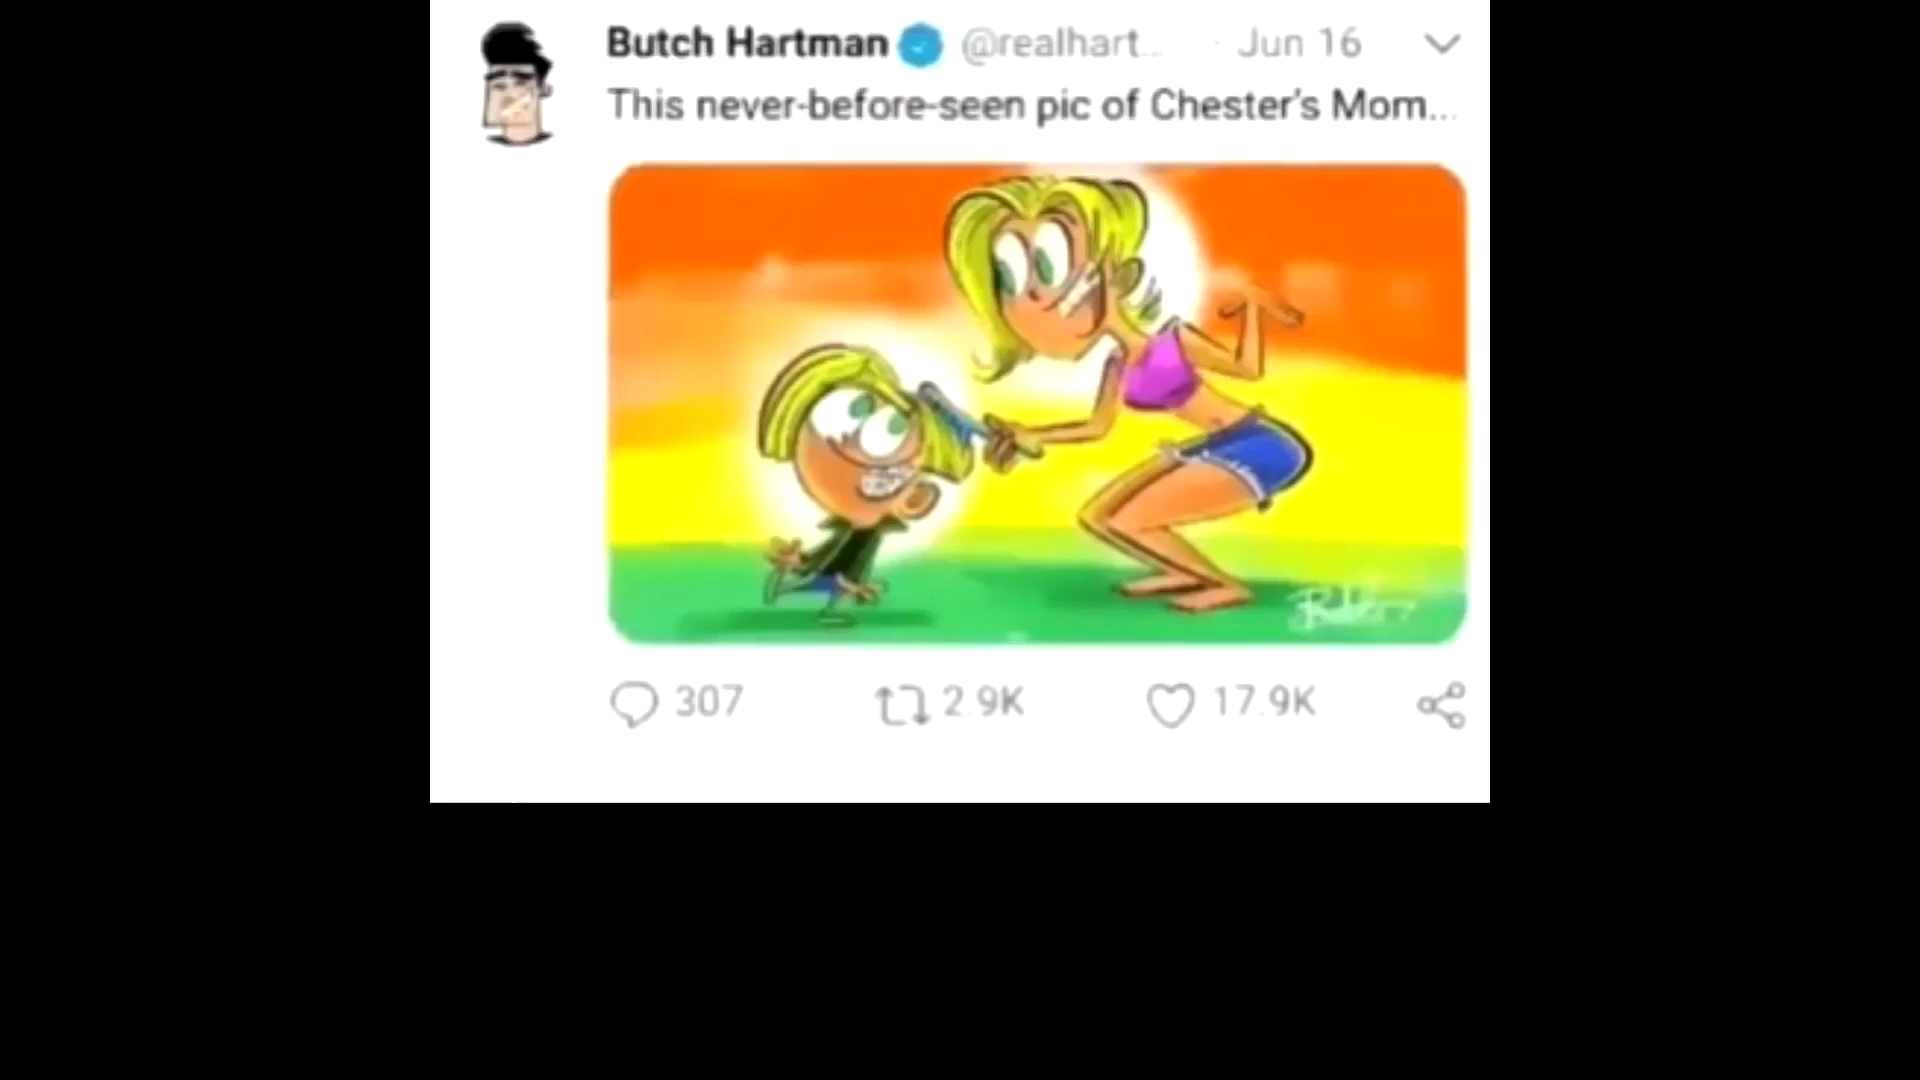 Butch Hartman @realhart... · Jun 16
This never-before-seen pic of Chester's Mom...
307 2.9K 17.9K